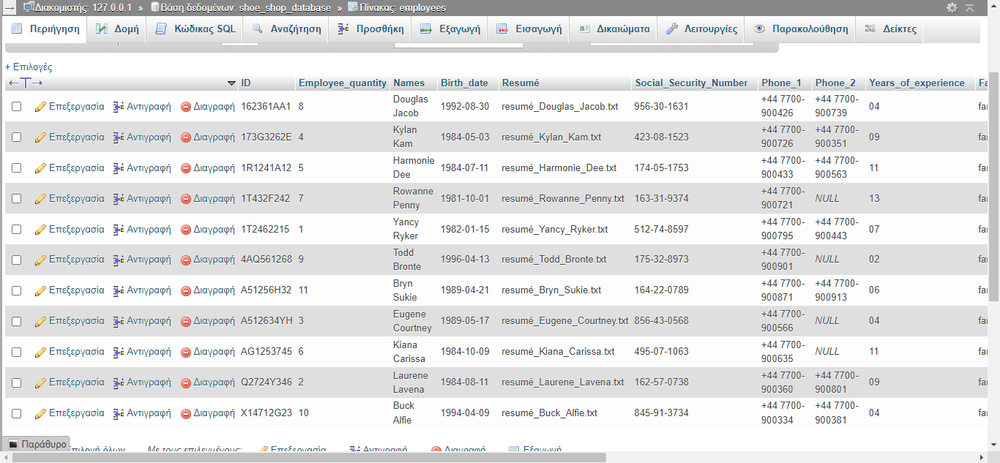 Διακομιστής: 127.0.0.1 » Βάση δεδομένων: shoe_shop_database » Πίνακας: employees
Περιήγηση Δομή Κώδικας SQL Αναζήτηση Προσθήκη Εξαγωγή Εισαγωγή Δικαιώματα Λειτουργίες Παρακολούθηση Δείκτες
+ Επιλογές
←T→ ID Employee_quantity Names Birth_date Resumé Social_Security_Number Phone_1 Phone_2 Years_of_experience Fa
Επεξεργασία Αντιγραφή Διαγραφή 162361AA1 8 Douglas Jacob 1992-08-30 resumé_Douglas_Jacob.txt 956-30-1631 +44 7700-900426 +44 7700-900739 04 fa
Επεξεργασία Αντιγραφή Διαγραφή 173G3262E 4 Kylan Kam 1984-05-03 resumé_Kylan_Kam.txt 423-08-1523 +44 7700-900726 +44 7700-900351 09 fa
Επεξεργασία Αντιγραφή Διαγραφή 1R1241A12 5 Harmonie Dee 1984-07-11 resumé_Harmonie_Dee.txt 174-05-1753 +44 7700-900433 +44 7700-900563 11 fa
Επεξεργασία Αντιγραφή Διαγραφή 1T432F242 7 Rowanne Penny 1981-10-01 resumé_Rowanne_Penny.txt 163-31-9374 +44 7700-900721 NULL 13 fa
Επεξεργασία Αντιγραφή Διαγραφή 1T2462215 1 Yancy Ryker 1982-01-15 resumé_Yancy_Ryker.txt 512-74-8597 +44 7700-900795 +44 7700-900443 07 fa
Επεξεργασία Αντιγραφή Διαγραφή 4AQ561268 9 Todd Bronte 1996-04-13 resumé_Todd_Bronte.txt 175-32-8973 +44 7700-900901 NULL 02 fa
Επεξεργασία Αντιγραφή Διαγραφή A51256H32 11 Bryn Sukie 1989-04-21 resumé_Bryn_Sukie.txt 164-22-0789 +44 7700-900871 +44 7700-900913 06 fa
Επεξεργασία Αντιγραφή Διαγραφή A512634YH 3 Eugene Courtney 1989-05-17 resumé_Eugene_Courtney.txt 856-43-0568 +44 7700-900566 NULL 04 fa
Επεξεργασία Αντιγραφή Διαγραφή AG1253745 6 Kiana Carissa 1984-10-09 resumé_Kiana_Carissa.txt 495-07-1063 +44 7700-900635 NULL 11 fa
Επεξεργασία Αντιγραφή Διαγραφή Q2724Y346 2 Laurene Lavena 1984-08-11 resumé_Laurene_Lavena.txt 162-57-0738 +44 7700-900360 +44 7700-900801 09 fa
Επεξεργασία Αντιγραφή Διαγραφή X14712G23 10 Buck Alfie 1994-04-09 resumé_Buck_Alfie.txt 845-91-3734 +44 7700-900334 +44 7700-900381 04 fa
Παράθυρο πιλογή όλων Με τους επιλεγμένους: Επεξεργασία Αντιγραφή Διαγραφή Εξαγωγή